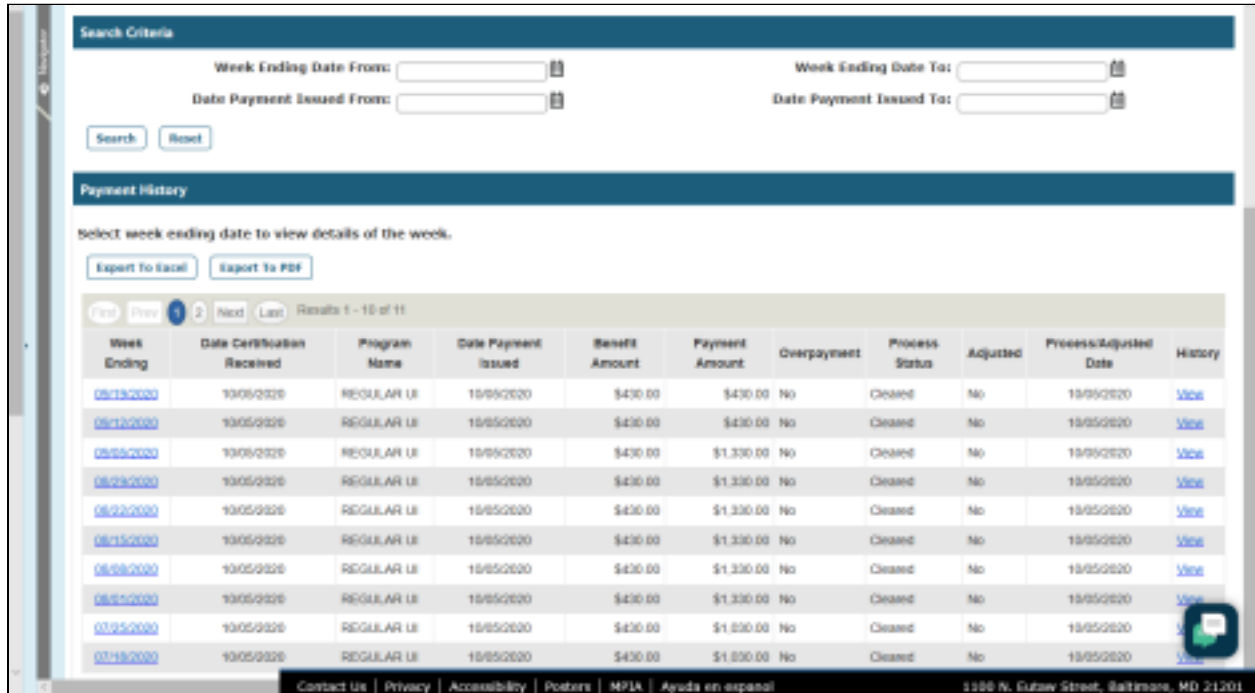 Navigator
Search Criteria
Week Ending Date From: Week Ending Date To:
Date Payment Issued From: Date Payment Issued To:
Search Reset
Payment History
Select week ending date to view details of the week.
Export To Excel Export To PDF
First Prev 1 2 Next Last Results 1 - 10 of 11
Week Ending Date Certification Received Program Name Date Payment Issued Benefit Amount Payment Amount Overpayment Process Status Adjusted Process/Adjusted Date History
09/19/2020 10/05/2020 REGULAR UI 10/05/2020 $430.00 $430.00 No Cleared No 10/05/2020 View
09/12/2020 10/05/2020 REGULAR UI 10/05/2020 $430.00 $430.00 No Cleared No 10/05/2020 View
09/05/2020 10/05/2020 REGULAR UI 10/05/2020 $430.00 $1,330.00 No Cleared No 10/05/2020 View
08/29/2020 10/05/2020 REGULAR UI 10/05/2020 $430.00 $1,330.00 No Cleared No 10/05/2020 View
08/22/2020 10/05/2020 REGULAR UI 10/05/2020 $430.00 $1,330.00 No Cleared No 10/05/2020 View
08/15/2020 10/05/2020 REGULAR UI 10/05/2020 $430.00 $1,330.00 No Cleared No 10/05/2020 View
08/08/2020 10/05/2020 REGULAR UI 10/05/2020 $430.00 $1,330.00 No Cleared No 10/05/2020 View
08/01/2020 10/05/2020 REGULAR UI 10/05/2020 $430.00 $1,330.00 No Cleared No 10/05/2020 View
07/25/2020 10/05/2020 REGULAR UI 10/05/2020 $430.00 $1,030.00 No Cleared No 10/05/2020
07/18/2020 10/05/2020 REGULAR UI 10/05/2020 $430.00 $1,030.00 No Cleared No 10/05/2020
Contact Us | Privacy | Accessibility | Posters | MPIA | Ayuda en espanol 1100 N. Eutaw Street, Baltimore, MD 21201